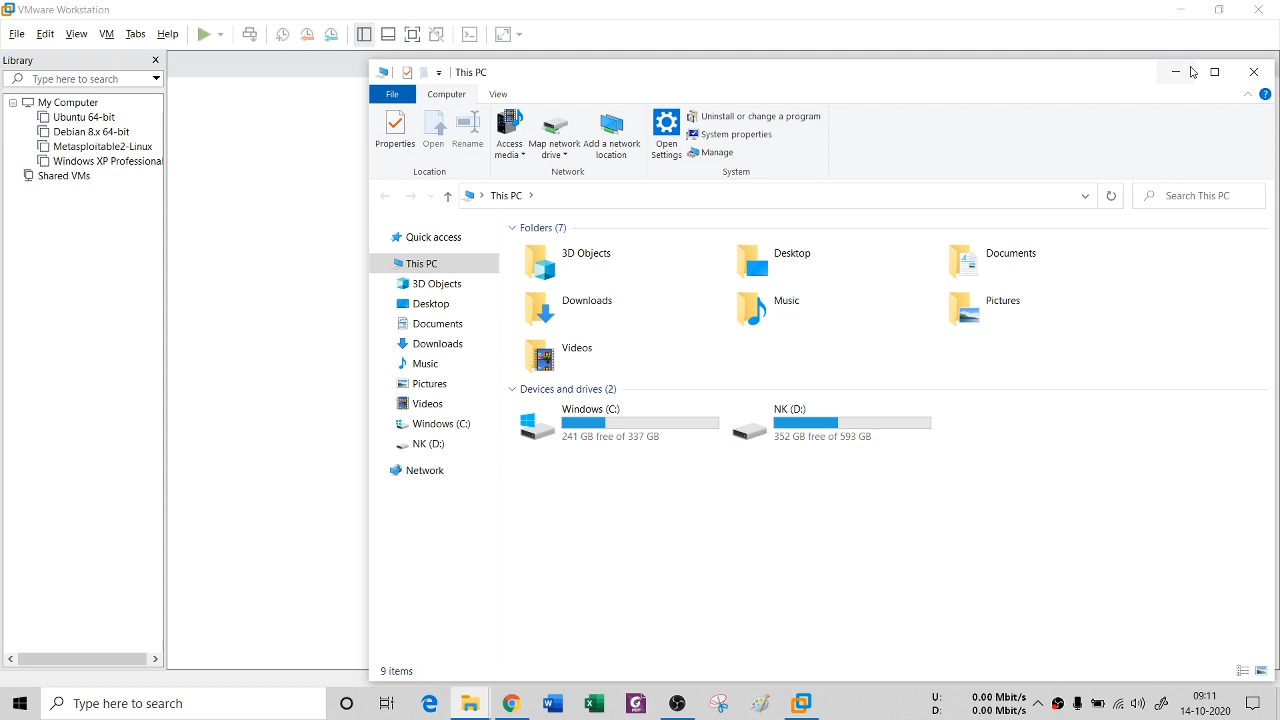 VMware Workstation
File Edit View VM Tabs Help
Library
Type here to search
My Computer
Ubuntu 64-bit
Debian 8.x 64-bit
Metasploitable2-Linux
Windows XP Professional
Shared VMs
This PC
File Computer View
Properties
Open
Rename
Access media
Map network drive
Add a network location
Open Settings
Uninstall or change a program
System properties
Manage
Location
Network
System
This PC
Search This PC
Quick access
This PC
3D Objects
Desktop
Documents
Downloads
Music
Pictures
Videos
Windows (C:)
NK (D:)
Network
Folders (7)
3D Objects
Desktop
Documents
Downloads
Music
Pictures
Videos
Devices and drives (2)
Windows (C:)
241 GB free of 337 GB
NK (D:)
352 GB free of 593 GB
9 items
Type here to search
U: 0.00 Mbit/s
D: 0.00 Mbit/s
09:11
14-10-2020